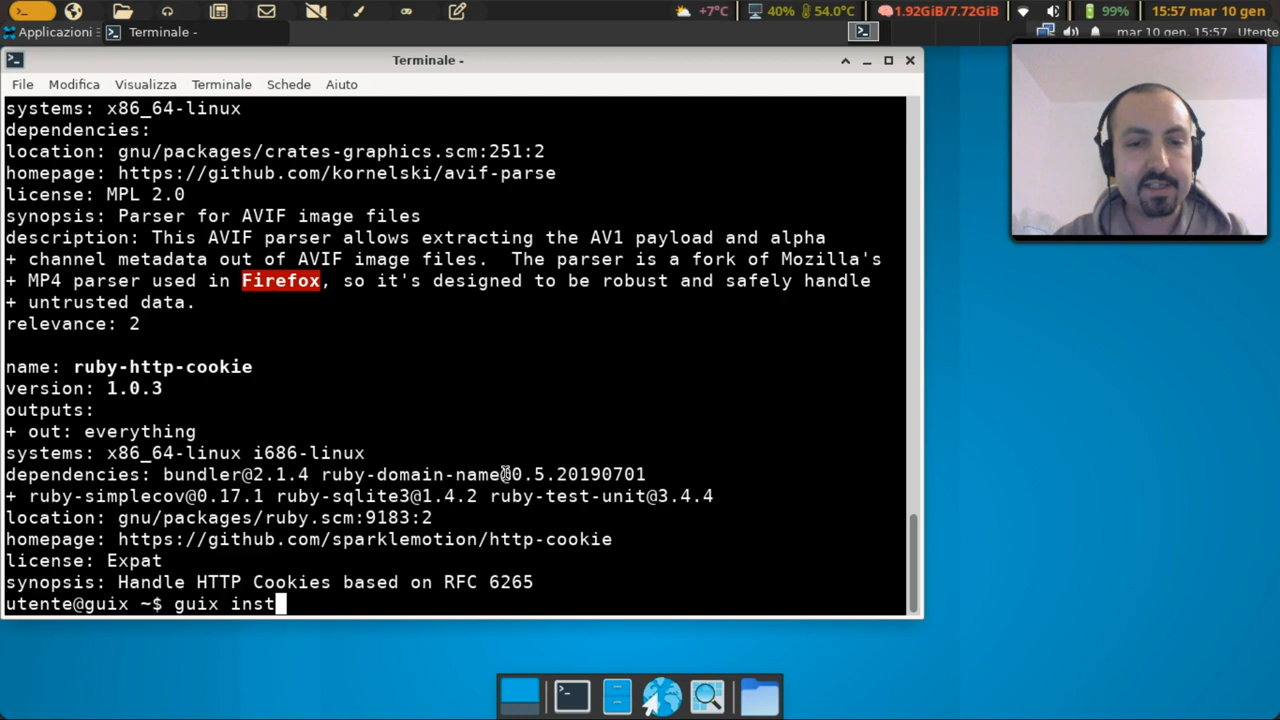 +7°C
40%
54.0°C
1.92GiB/7.72GiB
99%
15:57 mar 10 gen
Applicazioni
Terminale -
mar 10 gen, 15:57
Utente
Terminale -
File Modifica Visualizza Terminale Schede Aiuto
systems: x86_64-linux
dependencies:
location: gnu/packages/crates-graphics.scm:251:2
homepage: https://github.com/kornelski/avif-parse
license: MPL 2.0
synopsis: Parser for AVIF image files
description: This AVIF parser allows extracting the AV1 payload and alpha
+ channel metadata out of AVIF image files.  The parser is a fork of Mozilla's
+ MP4 parser used in Firefox, so it's designed to be robust and safely handle
+ untrusted data.
relevance: 2
name: ruby-http-cookie
version: 1.0.3
outputs:
+ out: everything
systems: x86_64-linux i686-linux
dependencies: bundler@2.1.4 ruby-domain-name@0.5.20190701
+ ruby-simplecov@0.17.1 ruby-sqlite3@1.4.2 ruby-test-unit@3.4.4
location: gnu/packages/ruby.scm:9183:2
homepage: https://github.com/sparklemotion/http-cookie
license: Expat
synopsis: Handle HTTP Cookies based on RFC 6265
utente@guix ~$ guix inst